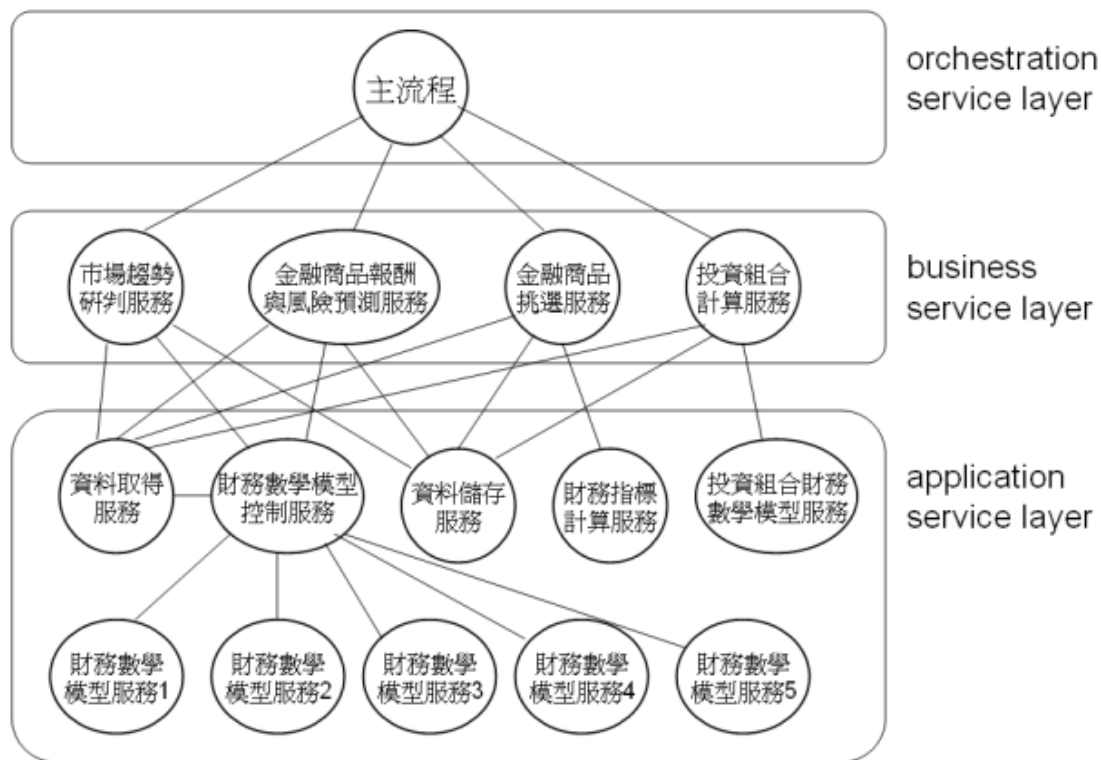 主流程
orchestration
service layer
市場趨勢
研判服務
金融商品報酬
與風險預測服務
金融商品
挑選服務
投資組合
計算服務
business
service layer
資料取得
服務
財務數學模型
控制服務
資料儲存
服務
財務指標
計算服務
投資組合財務
數學模型服務
application
service layer
財務數學
模型服務1
財務數學
模型服務2
財務數學
模型服務3
財務數學
模型服務4
財務數學
模型服務5